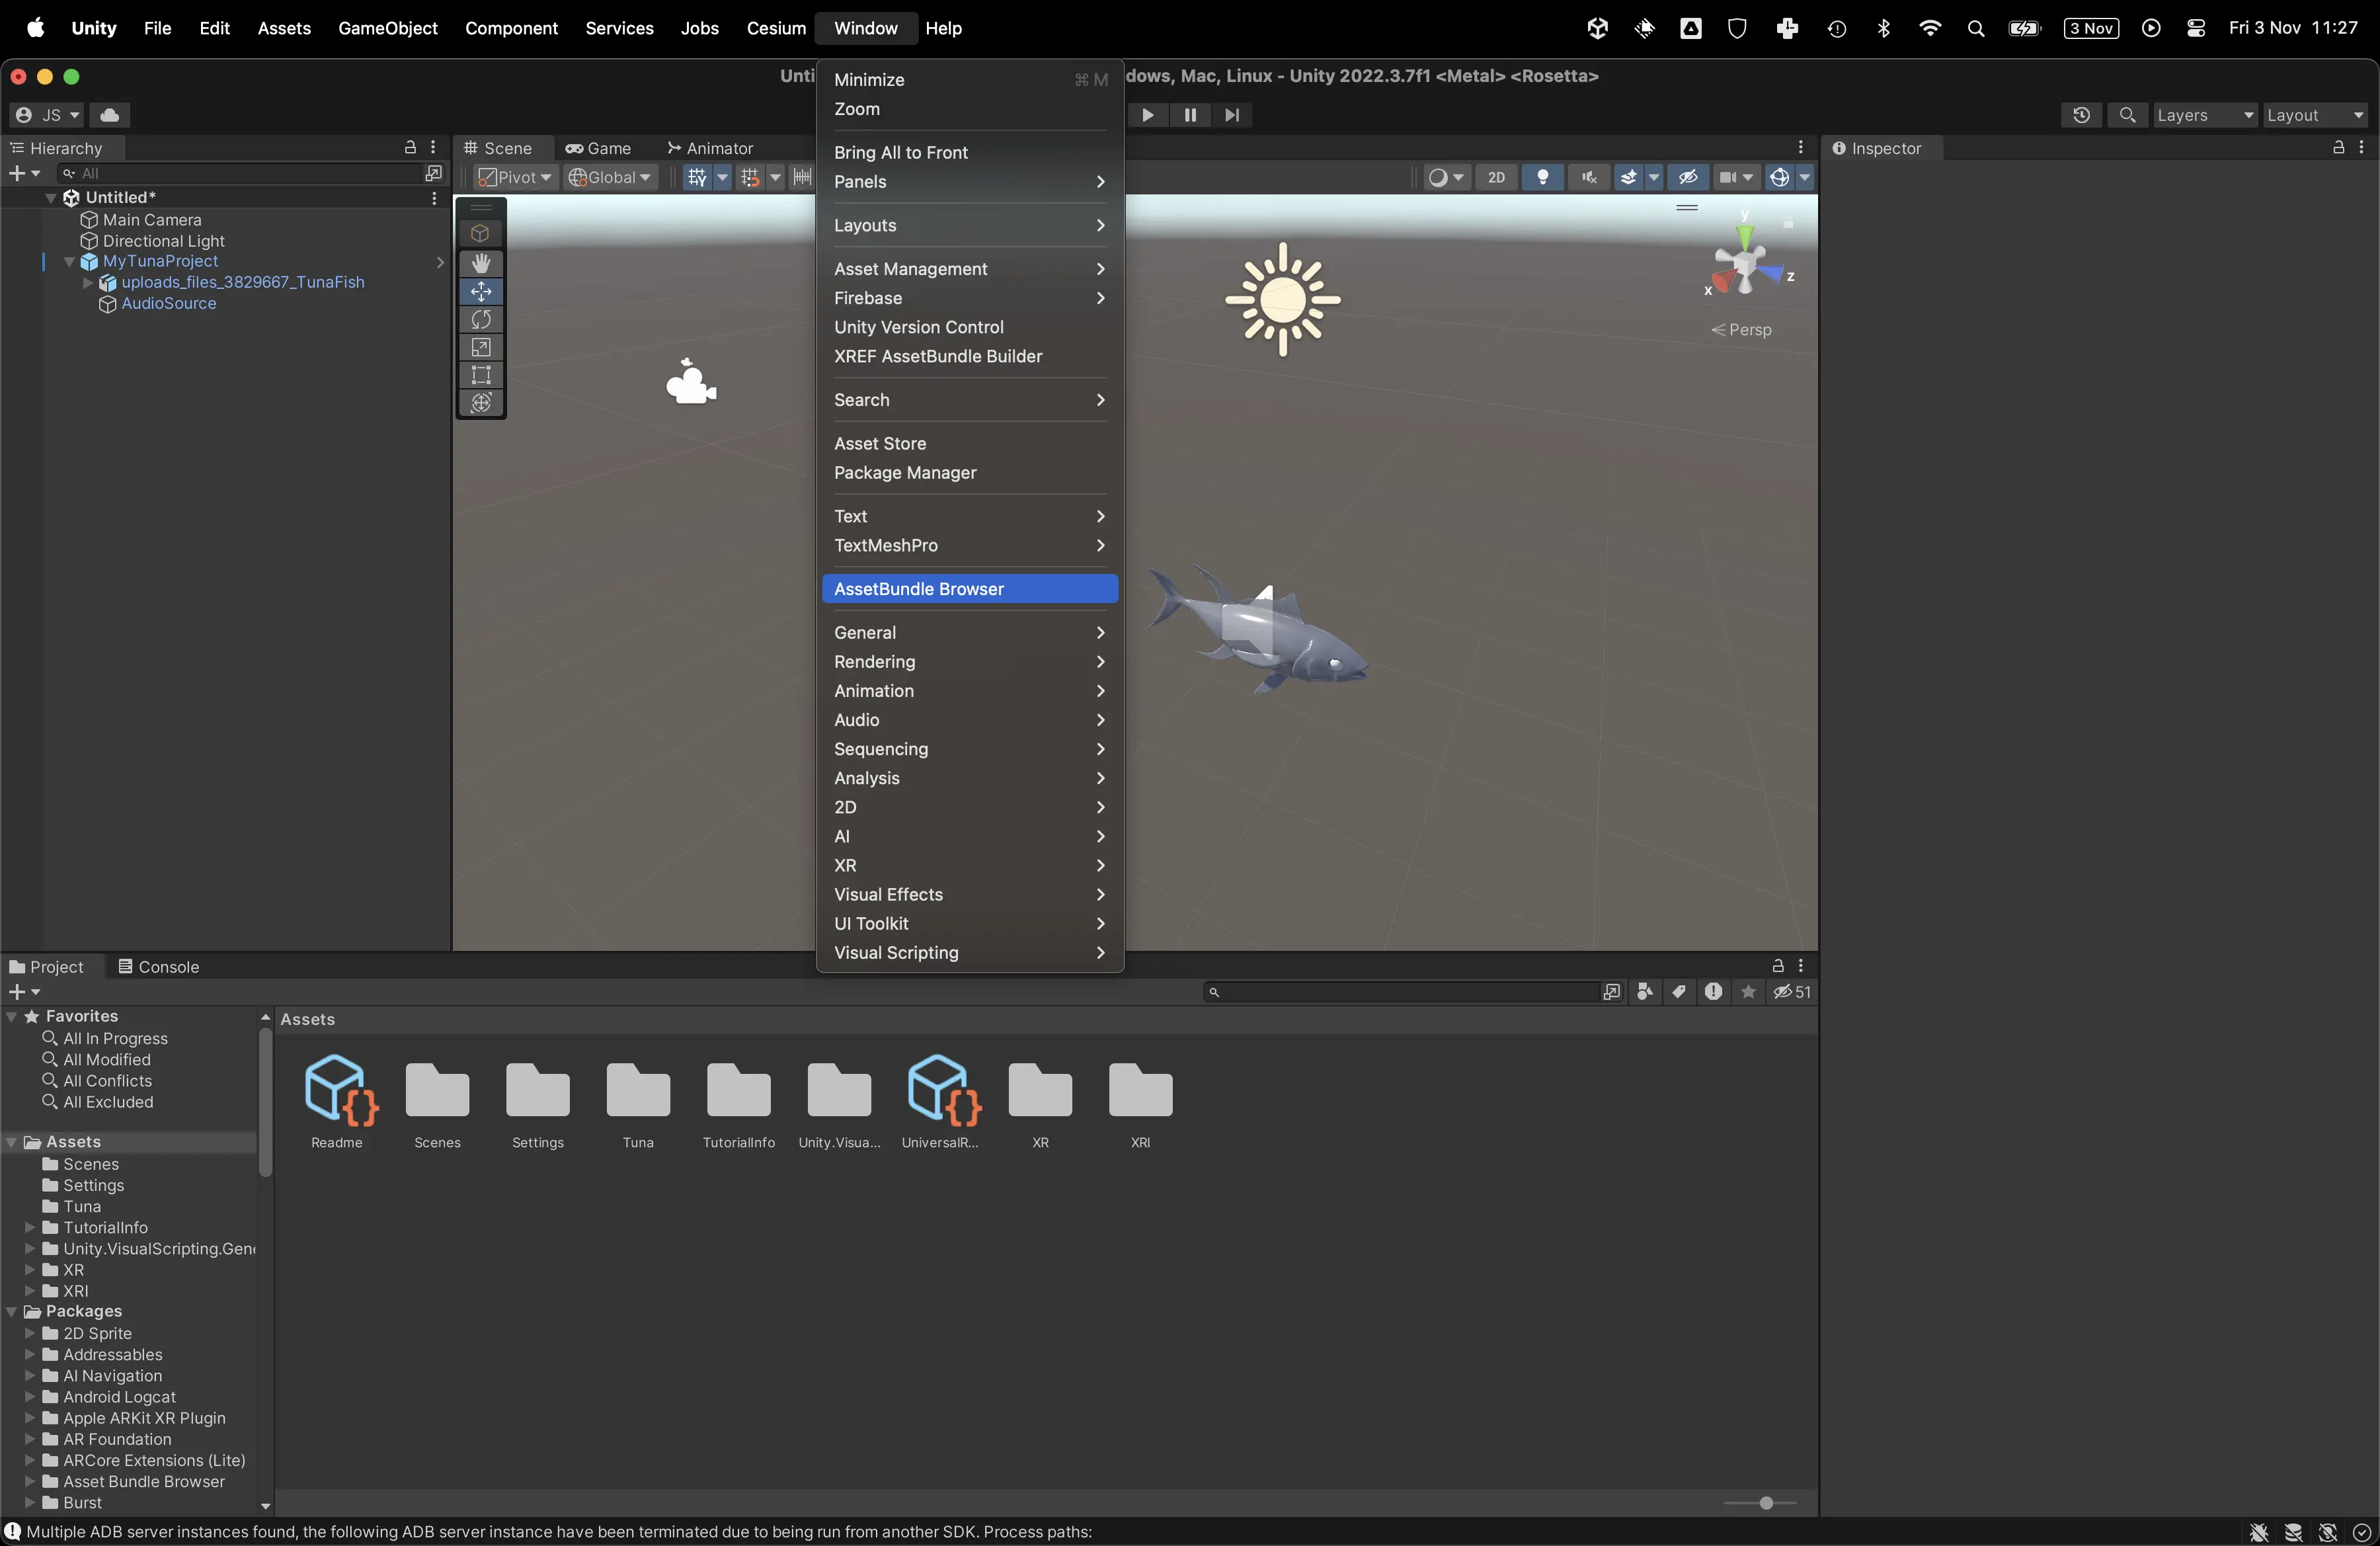 Unity File Edit Assets GameObject Component Services Jobs Cesium Window Help 3 Nov Fri 3 Nov 11:27
Unti
dows, Mac, Linux - Unity 2022.3.7f1 <Metal> <Rosetta>
JS
Layers
Layout
Hierarchy
All
Untitled*
Main Camera
Directional Light
MyTunaProject
uploads_files_3829667_TunaFish
AudioSource
Scene
Game
Animator
Pivot
Global
2D
y
x
z
Persp
Inspector
Minimize ⌘ M
Zoom
Bring All to Front
Panels
Layouts
Asset Management
Firebase
Unity Version Control
XREF AssetBundle Builder
Search
Asset Store
Package Manager
Text
TextMeshPro
AssetBundle Browser
General
Rendering
Animation
Audio
Sequencing
Analysis
2D
AI
XR
Visual Effects
UI Toolkit
Visual Scripting
Project
Console
51
Favorites
All In Progress
All Modified
All Conflicts
All Excluded
Assets
Scenes
Settings
Tuna
TutorialInfo
Unity.VisualScripting.Gen
XR
XRI
Packages
2D Sprite
Addressables
AI Navigation
Android Logcat
Apple ARKit XR Plugin
AR Foundation
ARCore Extensions (Lite)
Asset Bundle Browser
Burst
Assets
Readme
Scenes
Settings
Tuna
TutorialInfo
Unity.Visua...
UniversalR...
XR
XRI
Multiple ADB server instances found, the following ADB server instance have been terminated due to being run from another SDK. Process paths: